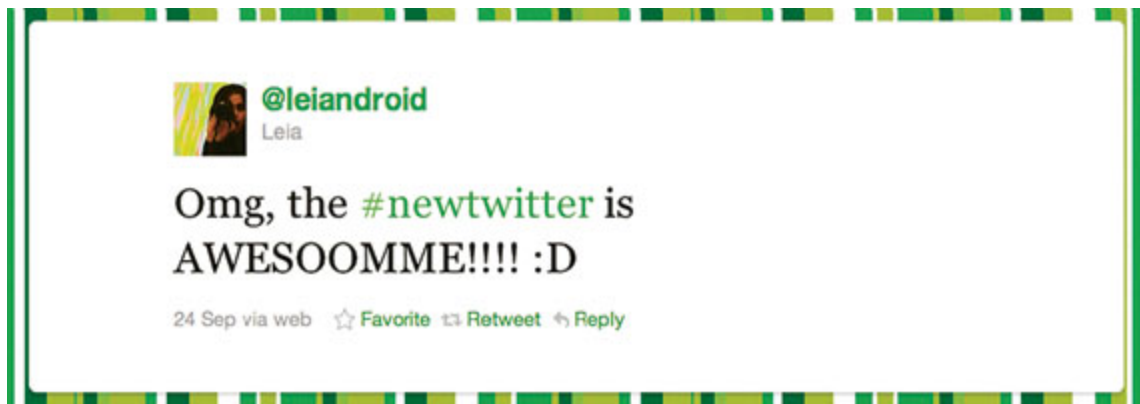 @leiandroid
Leia
Omg, the #newtwitter is
AWESOOMME!!!! :D
24 Sep via web Favorite Retweet Reply